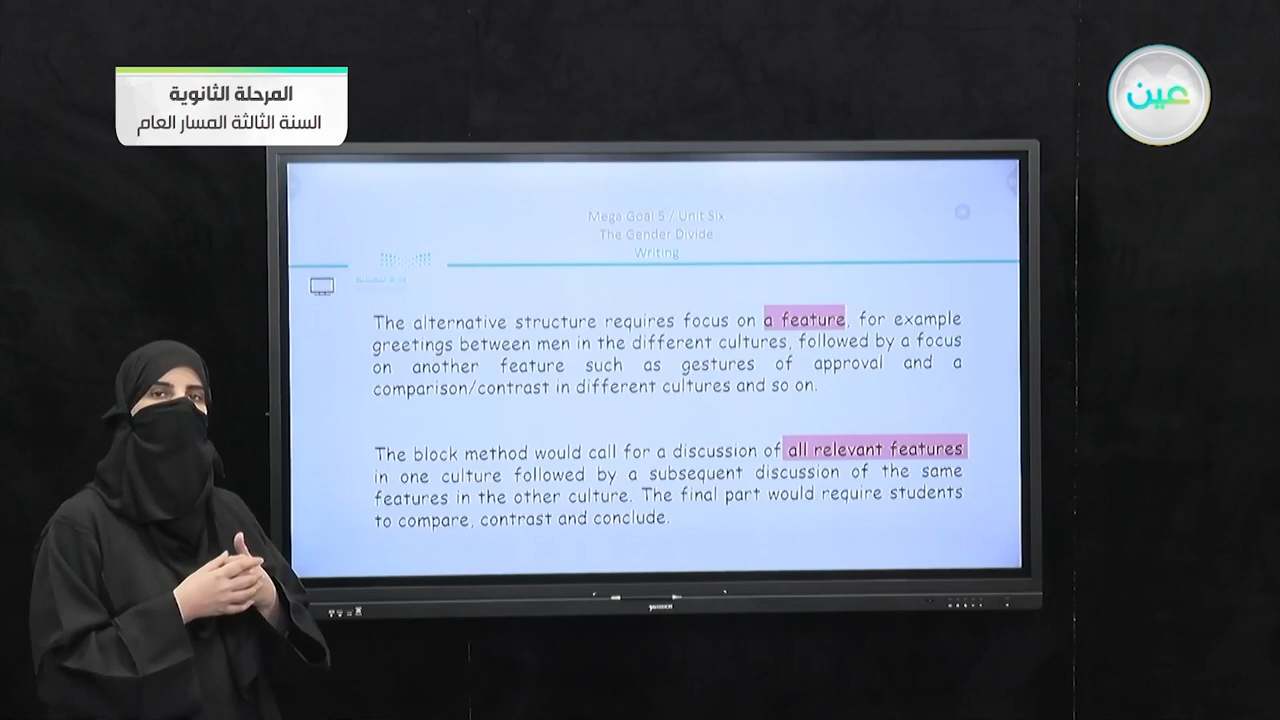 المرحلة الثانوية
السنة الثالثة المسار العام
عين
Mega Goal 5 / Unit Six
The Gender Divide
Writing
The alternative structure requires focus on a feature, for example
greetings between men in the different cultures, followed by a focus
on another feature such as gestures of approval and a
comparison/contrast in different cultures and so on.
The block method would call for a discussion of all relevant features
in one culture followed by a subsequent discussion of the same
features in the other culture. The final part would require students
to compare, contrast and conclude.